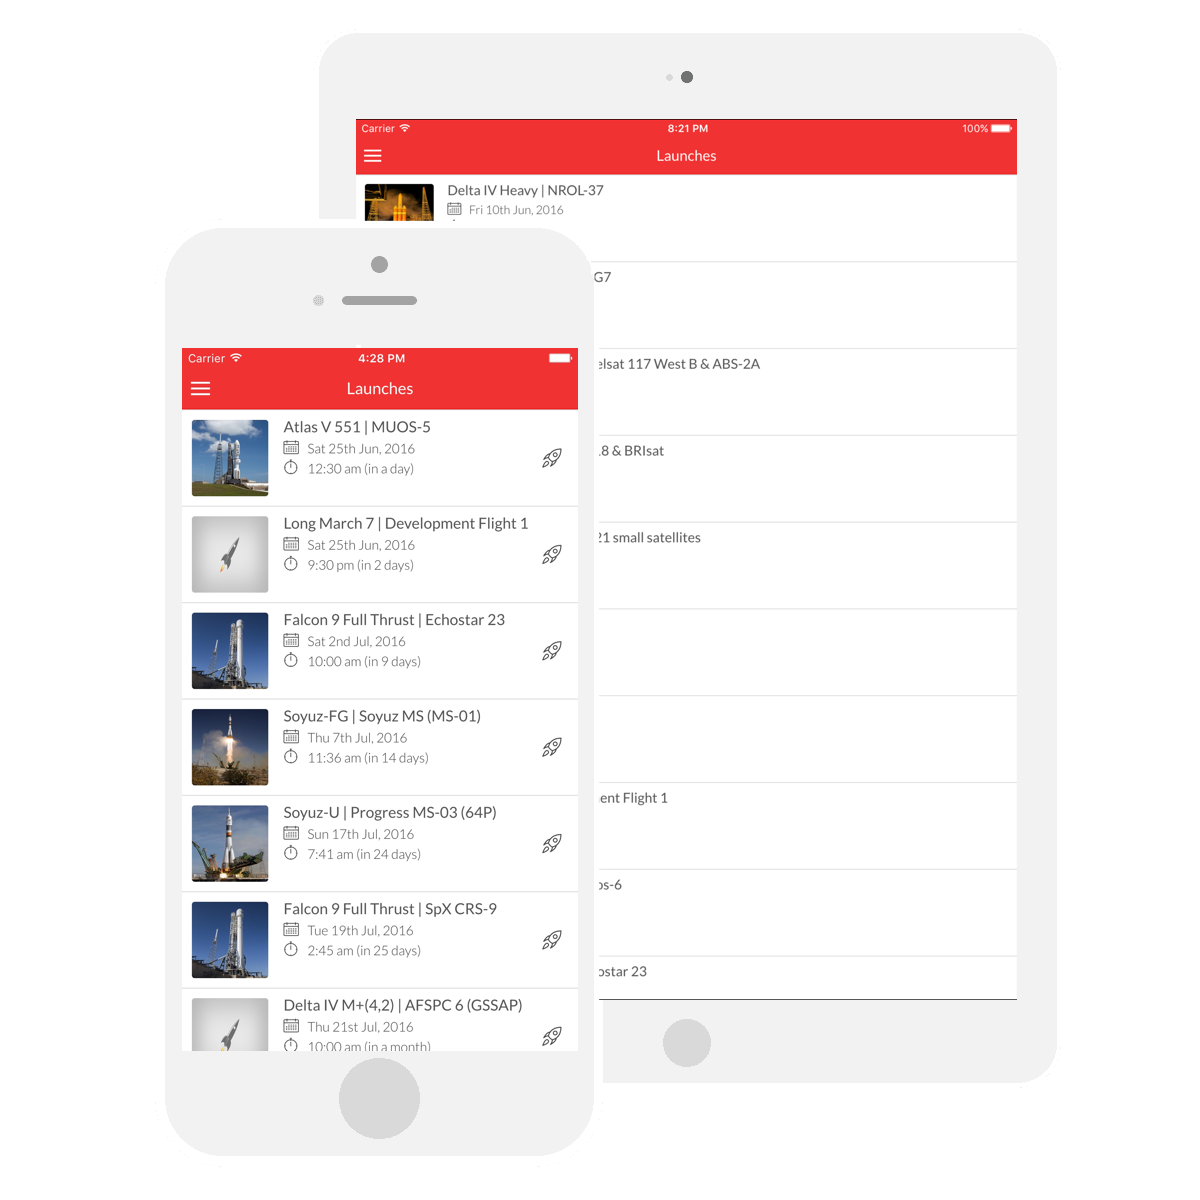 Carrier 8:21 PM 100%
Launches
Delta IV Heavy | NROL-37
Fri 10th Jun, 2016
G7
elsat 117 West B & ABS-2A
8 & BRIsat
21 small satellites
ent Flight 1
os-6
ostar 23
Carrier 4:28 PM
Launches
Atlas V 551 | MUOS-5
Sat 25th Jun, 2016
12:30 am (in a day)
Long March 7 | Development Flight 1
Sat 25th Jun, 2016
9:30 pm (in 2 days)
Falcon 9 Full Thrust | Echostar 23
Sat 2nd Jul, 2016
10:00 am (in 9 days)
Soyuz-FG | Soyuz MS (MS-01)
Thu 7th Jul, 2016
11:36 am (in 14 days)
Soyuz-U | Progress MS-03 (64P)
Sun 17th Jul, 2016
7:41 am (in 24 days)
Falcon 9 Full Thrust | SpX CRS-9
Tue 19th Jul, 2016
2:45 am (in 25 days)
Delta IV M+(4,2) | AFSPC 6 (GSSAP)
Thu 21st Jul, 2016
10:00 am (in a month)